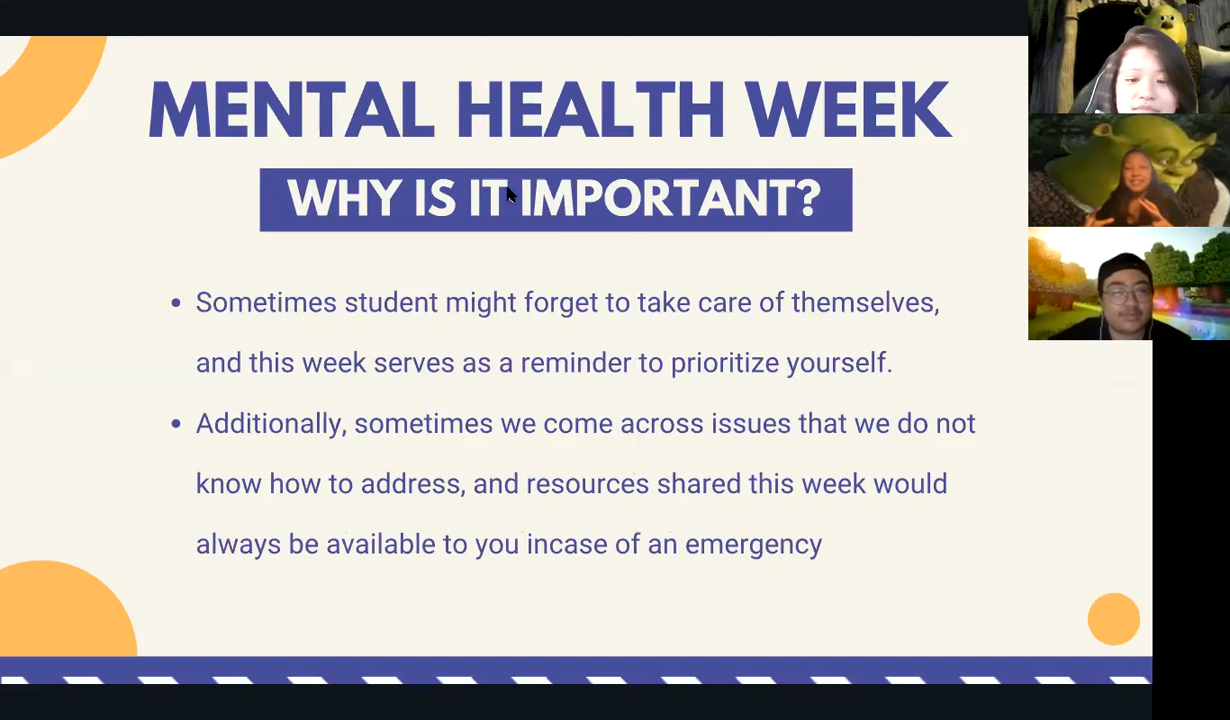 MENTAL HEALTH WEEK
WHY IS IT IMPORTANT?
• Sometimes student might forget to take care of themselves,
and this week serves as a reminder to prioritize yourself.
• Additionally, sometimes we come across issues that we do not
know how to address, and resources shared this week would
always be available to you incase of an emergency